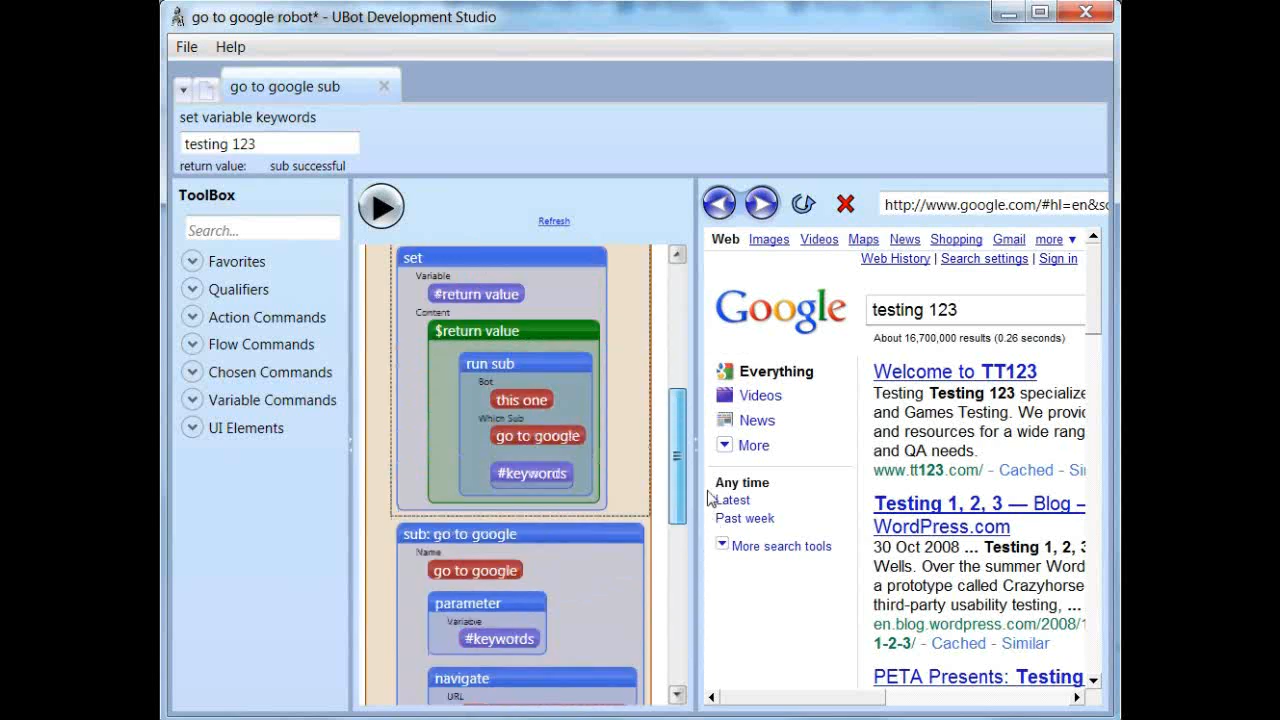 go to google robot* - UBot Development Studio
File Help
go to google sub
set variable keywords
testing 123
return value: sub successful
ToolBox
Search...
Favorites
Qualifiers
Action Commands
Flow Commands
Chosen Commands
Variable Commands
UI Elements
Refresh
set
Variable
#return value
Content
$return value
run sub
Bot
this one
Which Sub
go to google
#keywords
sub: go to google
Name
go to google
parameter
Variable
#keywords
navigate
URL
http://www.google.com/#hl=en&sc
Web Images Videos Maps News Shopping Gmail more ▼
Web History | Search settings | Sign in
Google
testing 123
About 16,700,000 results (0.26 seconds)
Everything
Videos
News
More
Any time
Latest
Past week
More search tools
Welcome to TT123
Testing Testing 123 specialize
and Games Testing. We provid
and resources for a wide rang
and QA needs.
www.tt123.com/ - Cached - Si
Testing 1, 2, 3 — Blog –
WordPress.com
30 Oct 2008 ... Testing 1, 2, 3
Wells. Over the summer Word
a prototype called Crazyhorse
third-party usability testing, ...
en.blog.wordpress.com/2008/1
1-2-3/ - Cached - Similar
PETA Presents: Testing